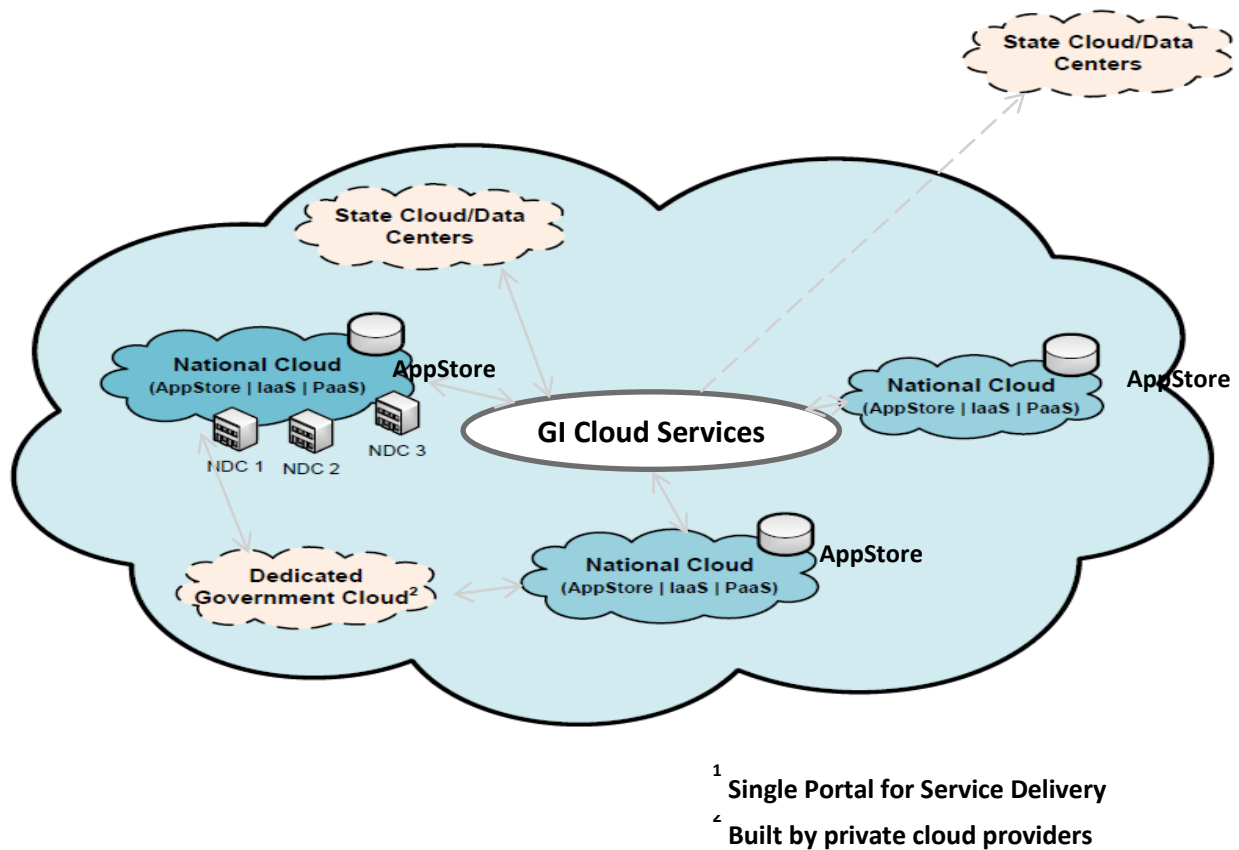 State Cloud/Data
Centers
State Cloud/Data
Centers
National Cloud
(AppStore | IaaS | PaaS)
AppStore
NDC 1
NDC 2
NDC 3
GI Cloud Services
National Cloud
(AppStore | IaaS | PaaS)
AppStore
National Cloud
(AppStore | IaaS | PaaS)
AppStore
Dedicated
Government Cloud²
¹ Single Portal for Service Delivery
² Built by private cloud providers